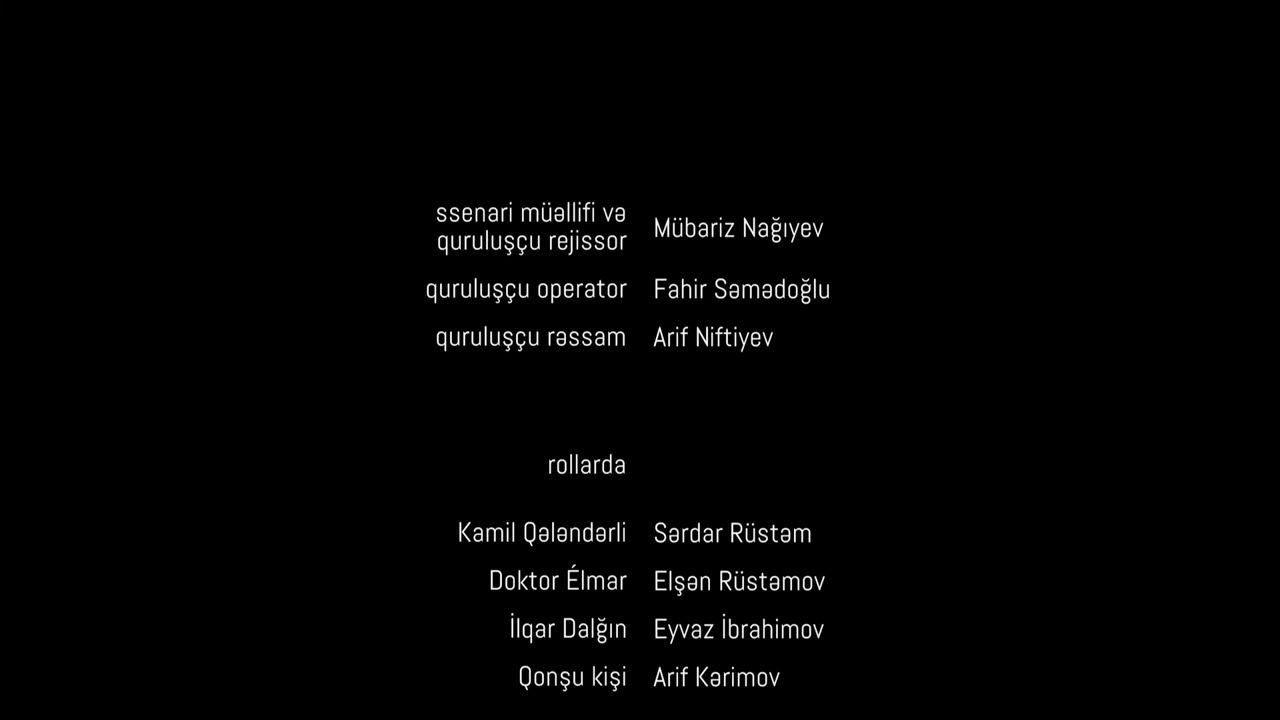 ssenari müəllifi və
quruluşçu rejissor Mübariz Nağıyev
quruluşçu operator Fahir Səmədoğlu
quruluşçu rəssam Arif Niftiyev
rollarda
Kamil Qələndərli Sərdar Rüstəm
Doktor Élmar Elşən Rüstəmov
İlqar Dalğın Eyvaz İbrahimov
Qonşu kişi Arif Kərimov